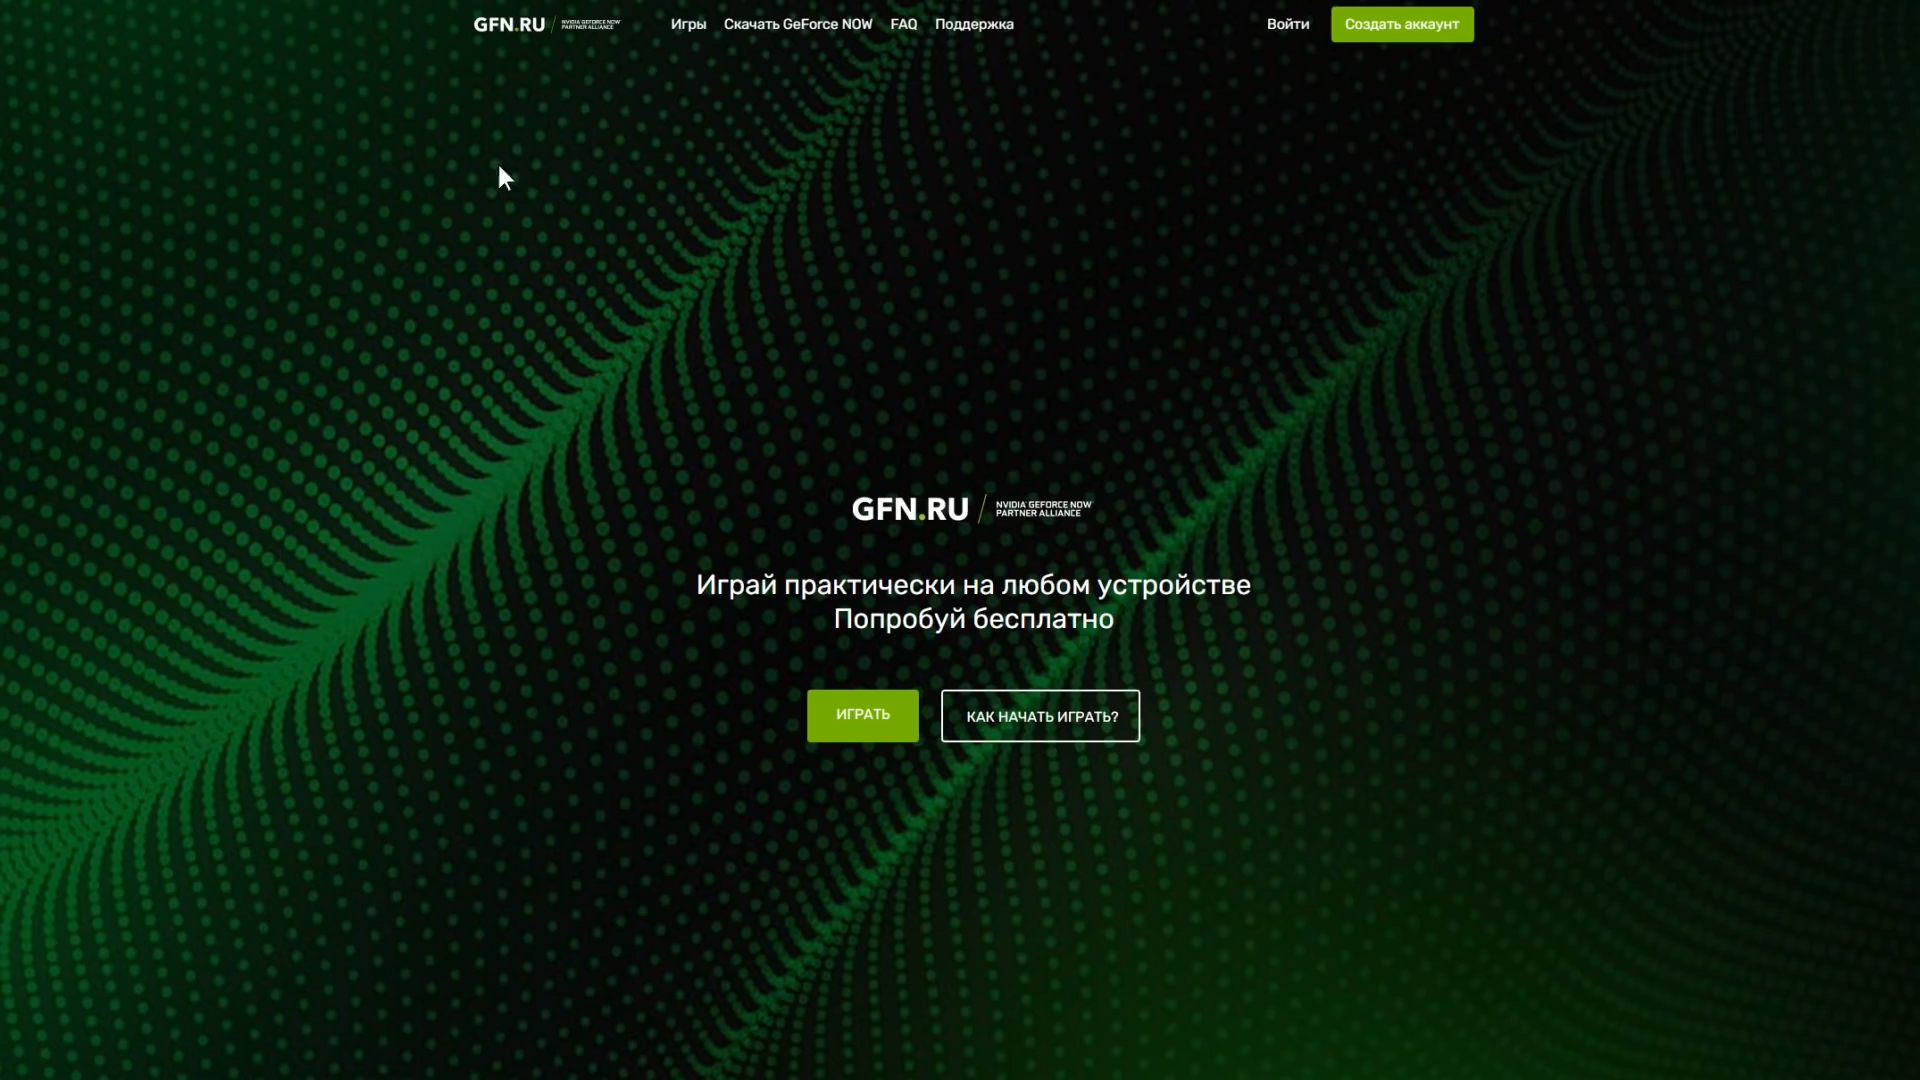 GFN.RU NVIDIA GEFORCE NOW PARTNER ALLIANCE Игры Скачать GeForce NOW FAQ Поддержка Войти Создать аккаунт
GFN.RU
NVIDIA GEFORCE NOW
PARTNER ALLIANCE
Играй практически на любом устройстве
Попробуй бесплатно
ИГРАТЬ
КАК НАЧАТЬ ИГРАТЬ?